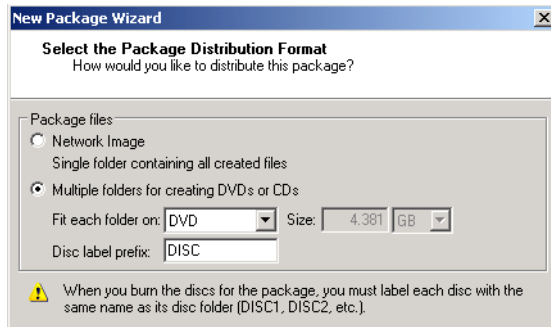 New Package Wizard
Select the Package Distribution Format
How would you like to distribute this package?
Package files
Network Image
Single folder containing all created files
Multiple folders for creating DVDs or CDs
Fit each folder on: DVD Size: 4.381 GB
Disc label prefix: DISC
When you burn the discs for the package, you must label each disc with the
same name as its disc folder (DISC1, DISC2, etc.).